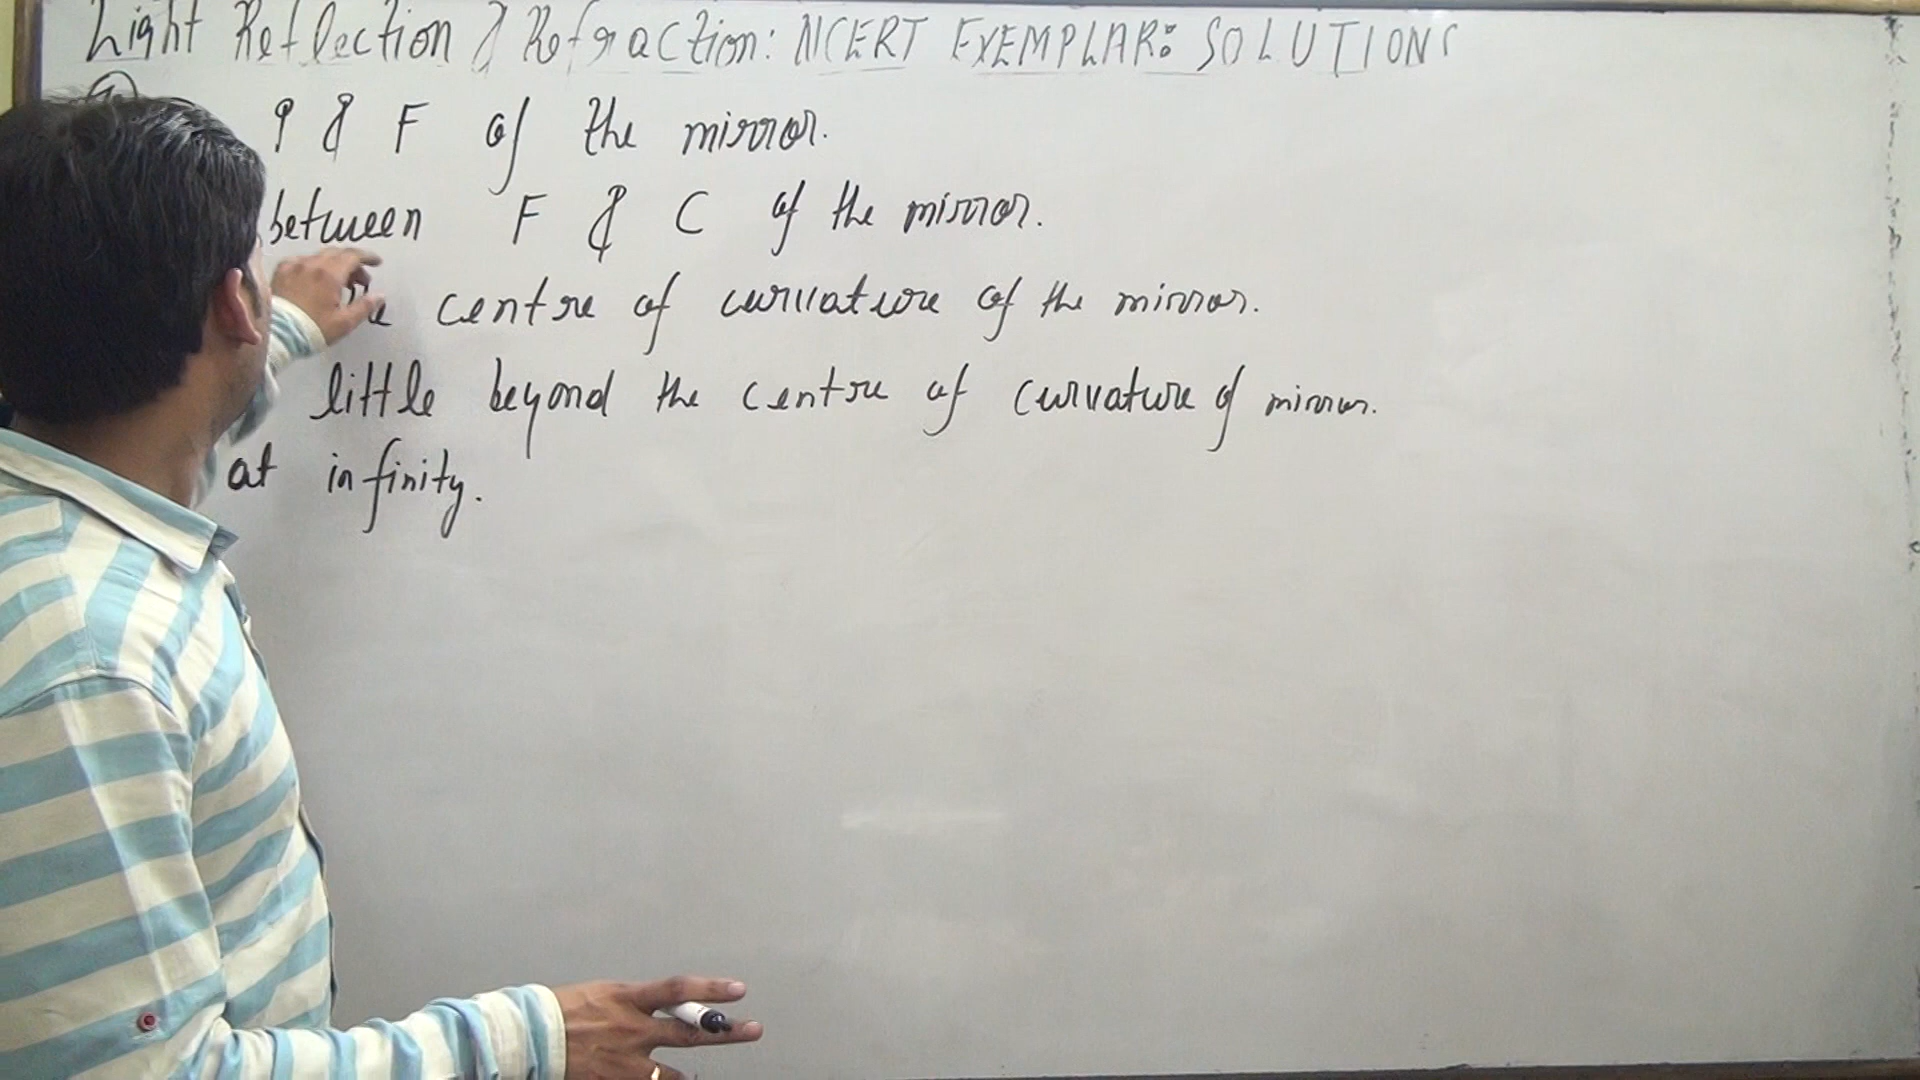 Light Reflection & Refraction: NCERT EXEMPLAR: SOLUTIONS
P & F of the mirror.
between F & C of the mirror.
centre of curvature of the mirror.
little beyond the centre of curvature of mirror.
at infinity.